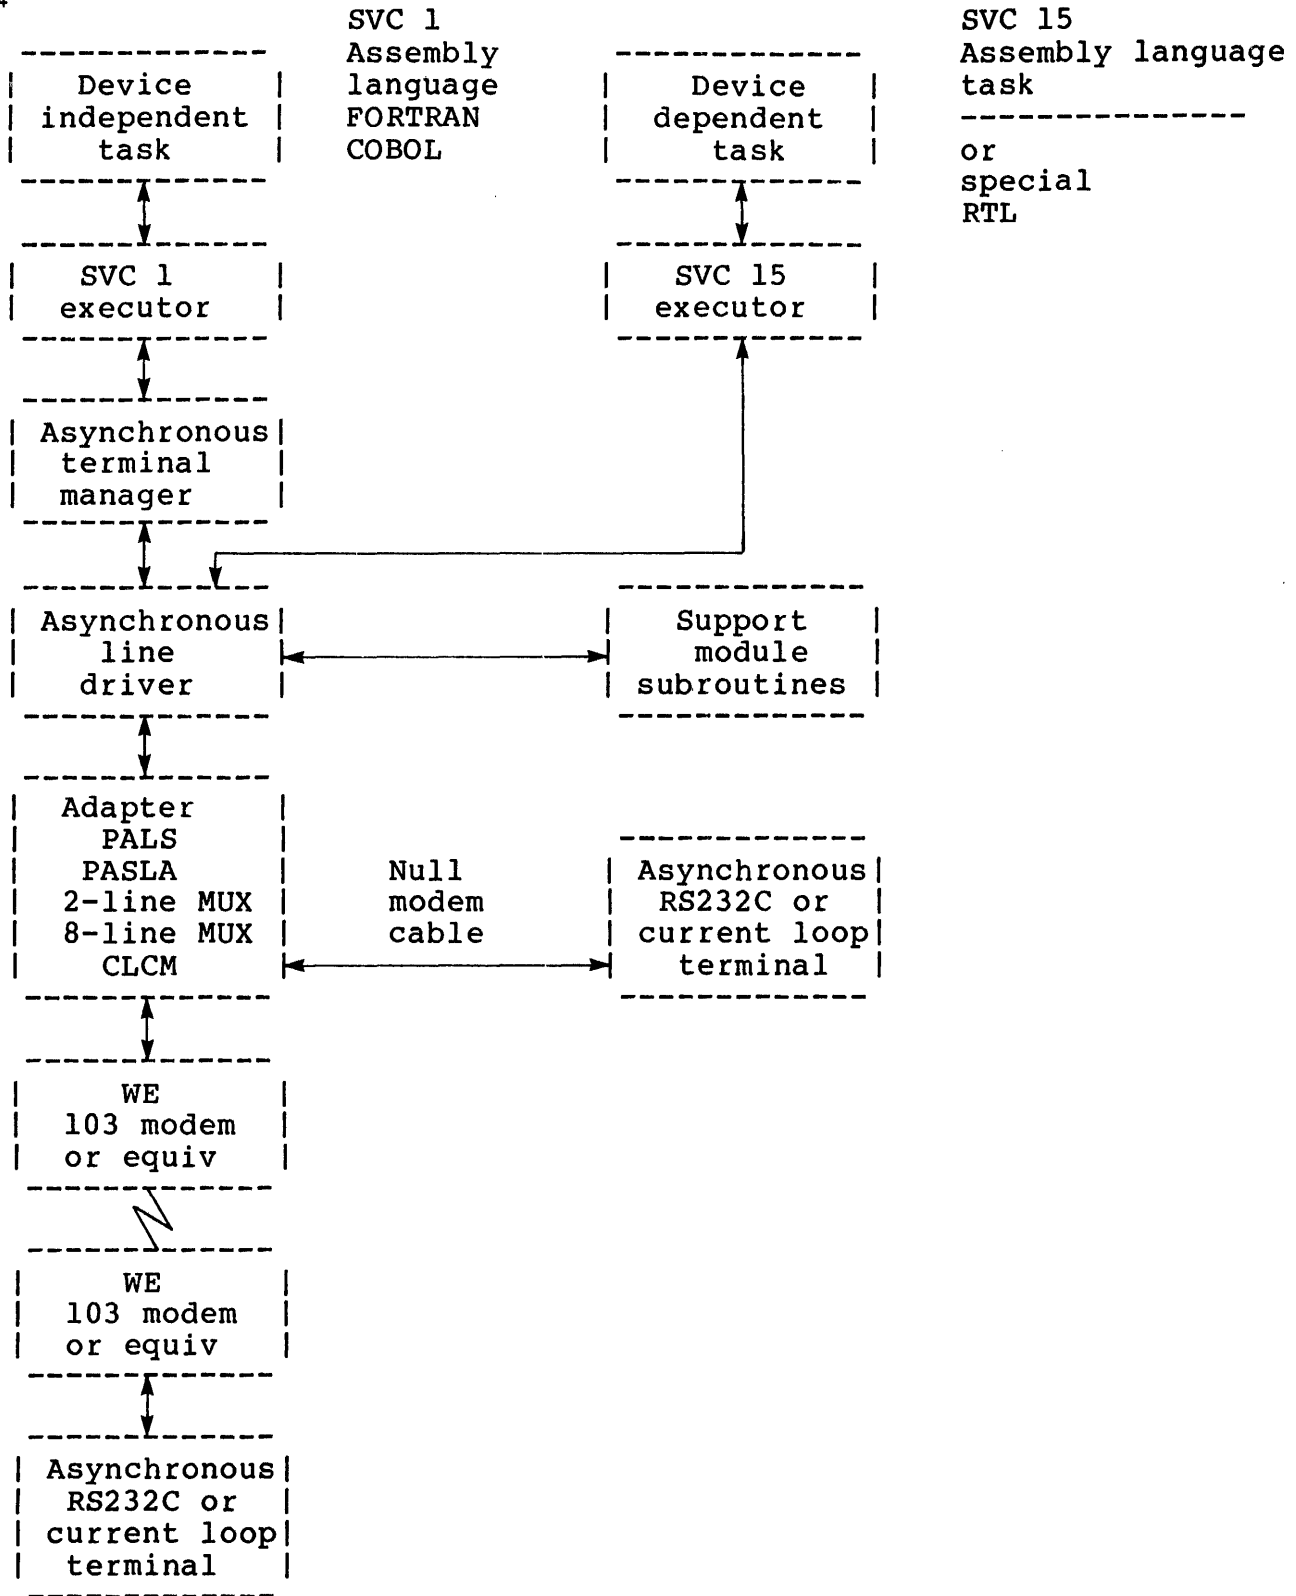 SVC 1
Assembly
language
FORTRAN
COBOL
SVC 15
Assembly language
task
or
special
RTL
Device
independent
task
Device
dependent
task
SVC 1
executor
SVC 15
executor
Asynchronous
terminal
manager
Asynchronous
line
driver
Support
module
subroutines
Adapter
PALS
PASLA
2-line MUX
8-line MUX
CLCM
Null
modem
cable
Asynchronous
RS232C or
current loop
terminal
WE
103 modem
or equiv
WE
103 modem
or equiv
Asynchronous
RS232C or
current loop
terminal